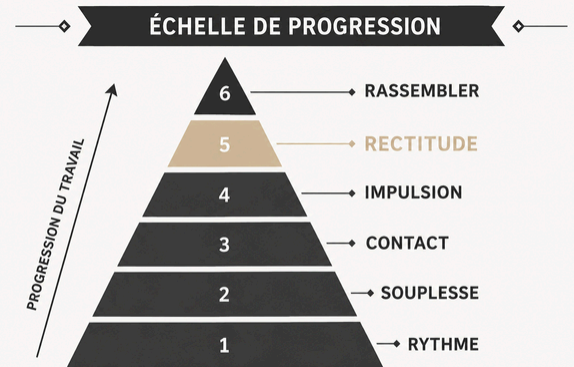 ÉCHELLE DE PROGRESSION
6 RASSEMBLER
5 RECTITUDE
4 IMPULSION
3 CONTACT
2 SOUPLESSE
1 RYTHME
PROGRESSION DU TRAVAIL